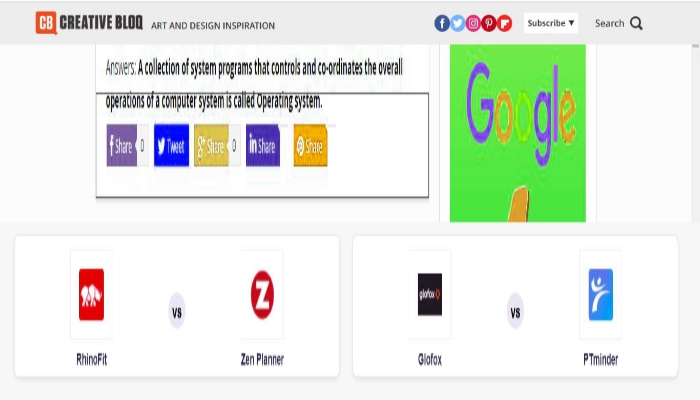 CB CREATIVE BLOQ ART AND DESIGN INSPIRATION
Subscribe ▼ Search
Answers: A collection of system programs that controls and co-ordinates the overall
operations of a computer system is called Operating system.
Share 0 Tweet g+ Share 0 in Share Share
Google
glofox
vs
vs
RhinoFit Zen Planner Glofox PTminder